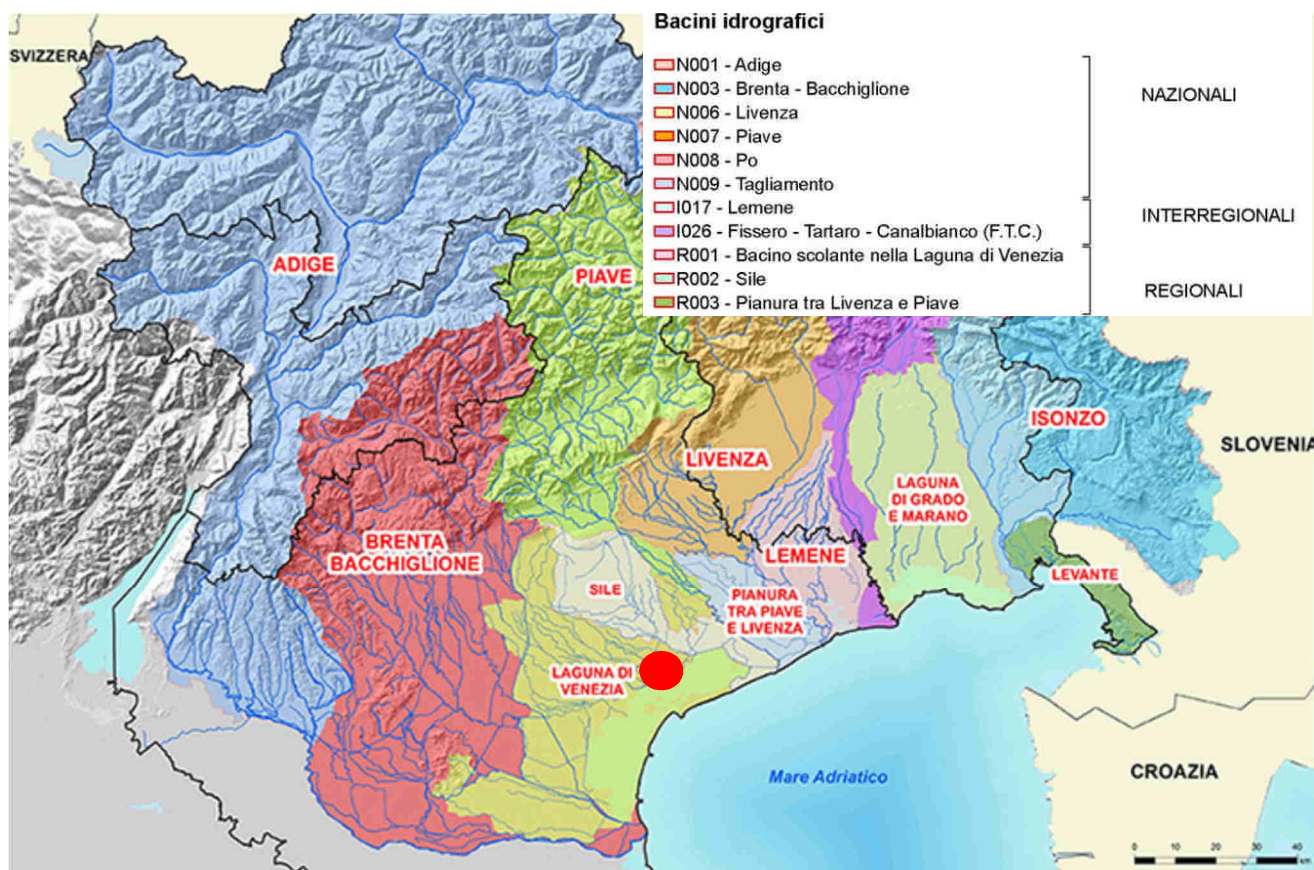 Bacini idrografici
N001 - Adige
N003 - Brenta - Bacchiglione
N006 - Livenza
N007 - Piave
N008 - Po
N009 - Tagliamento
NAZIONALI
I017 - Lemene
I026 - Fissero - Tartaro - Canalbianco (F.T.C.)
INTERREGIONALI
R001 - Bacino scolante nella Laguna di Venezia
R002 - Sile
R003 - Pianura tra Livenza e Piave
REGIONALI
SVIZZERA
ADIGE
PIAVE
ISONZO
SLOVENIA
LIVENZA
LAGUNA
DI GRADO
E MARANO
BRENTA
BACCHIGLIONE
LEMENE
LEVANTE
SILE
PIANURA
TRA PIAVE
E LIVENZA
LAGUNA DI
VENEZIA
Mare Adriatico
CROAZIA
0 10 20 30 40
km